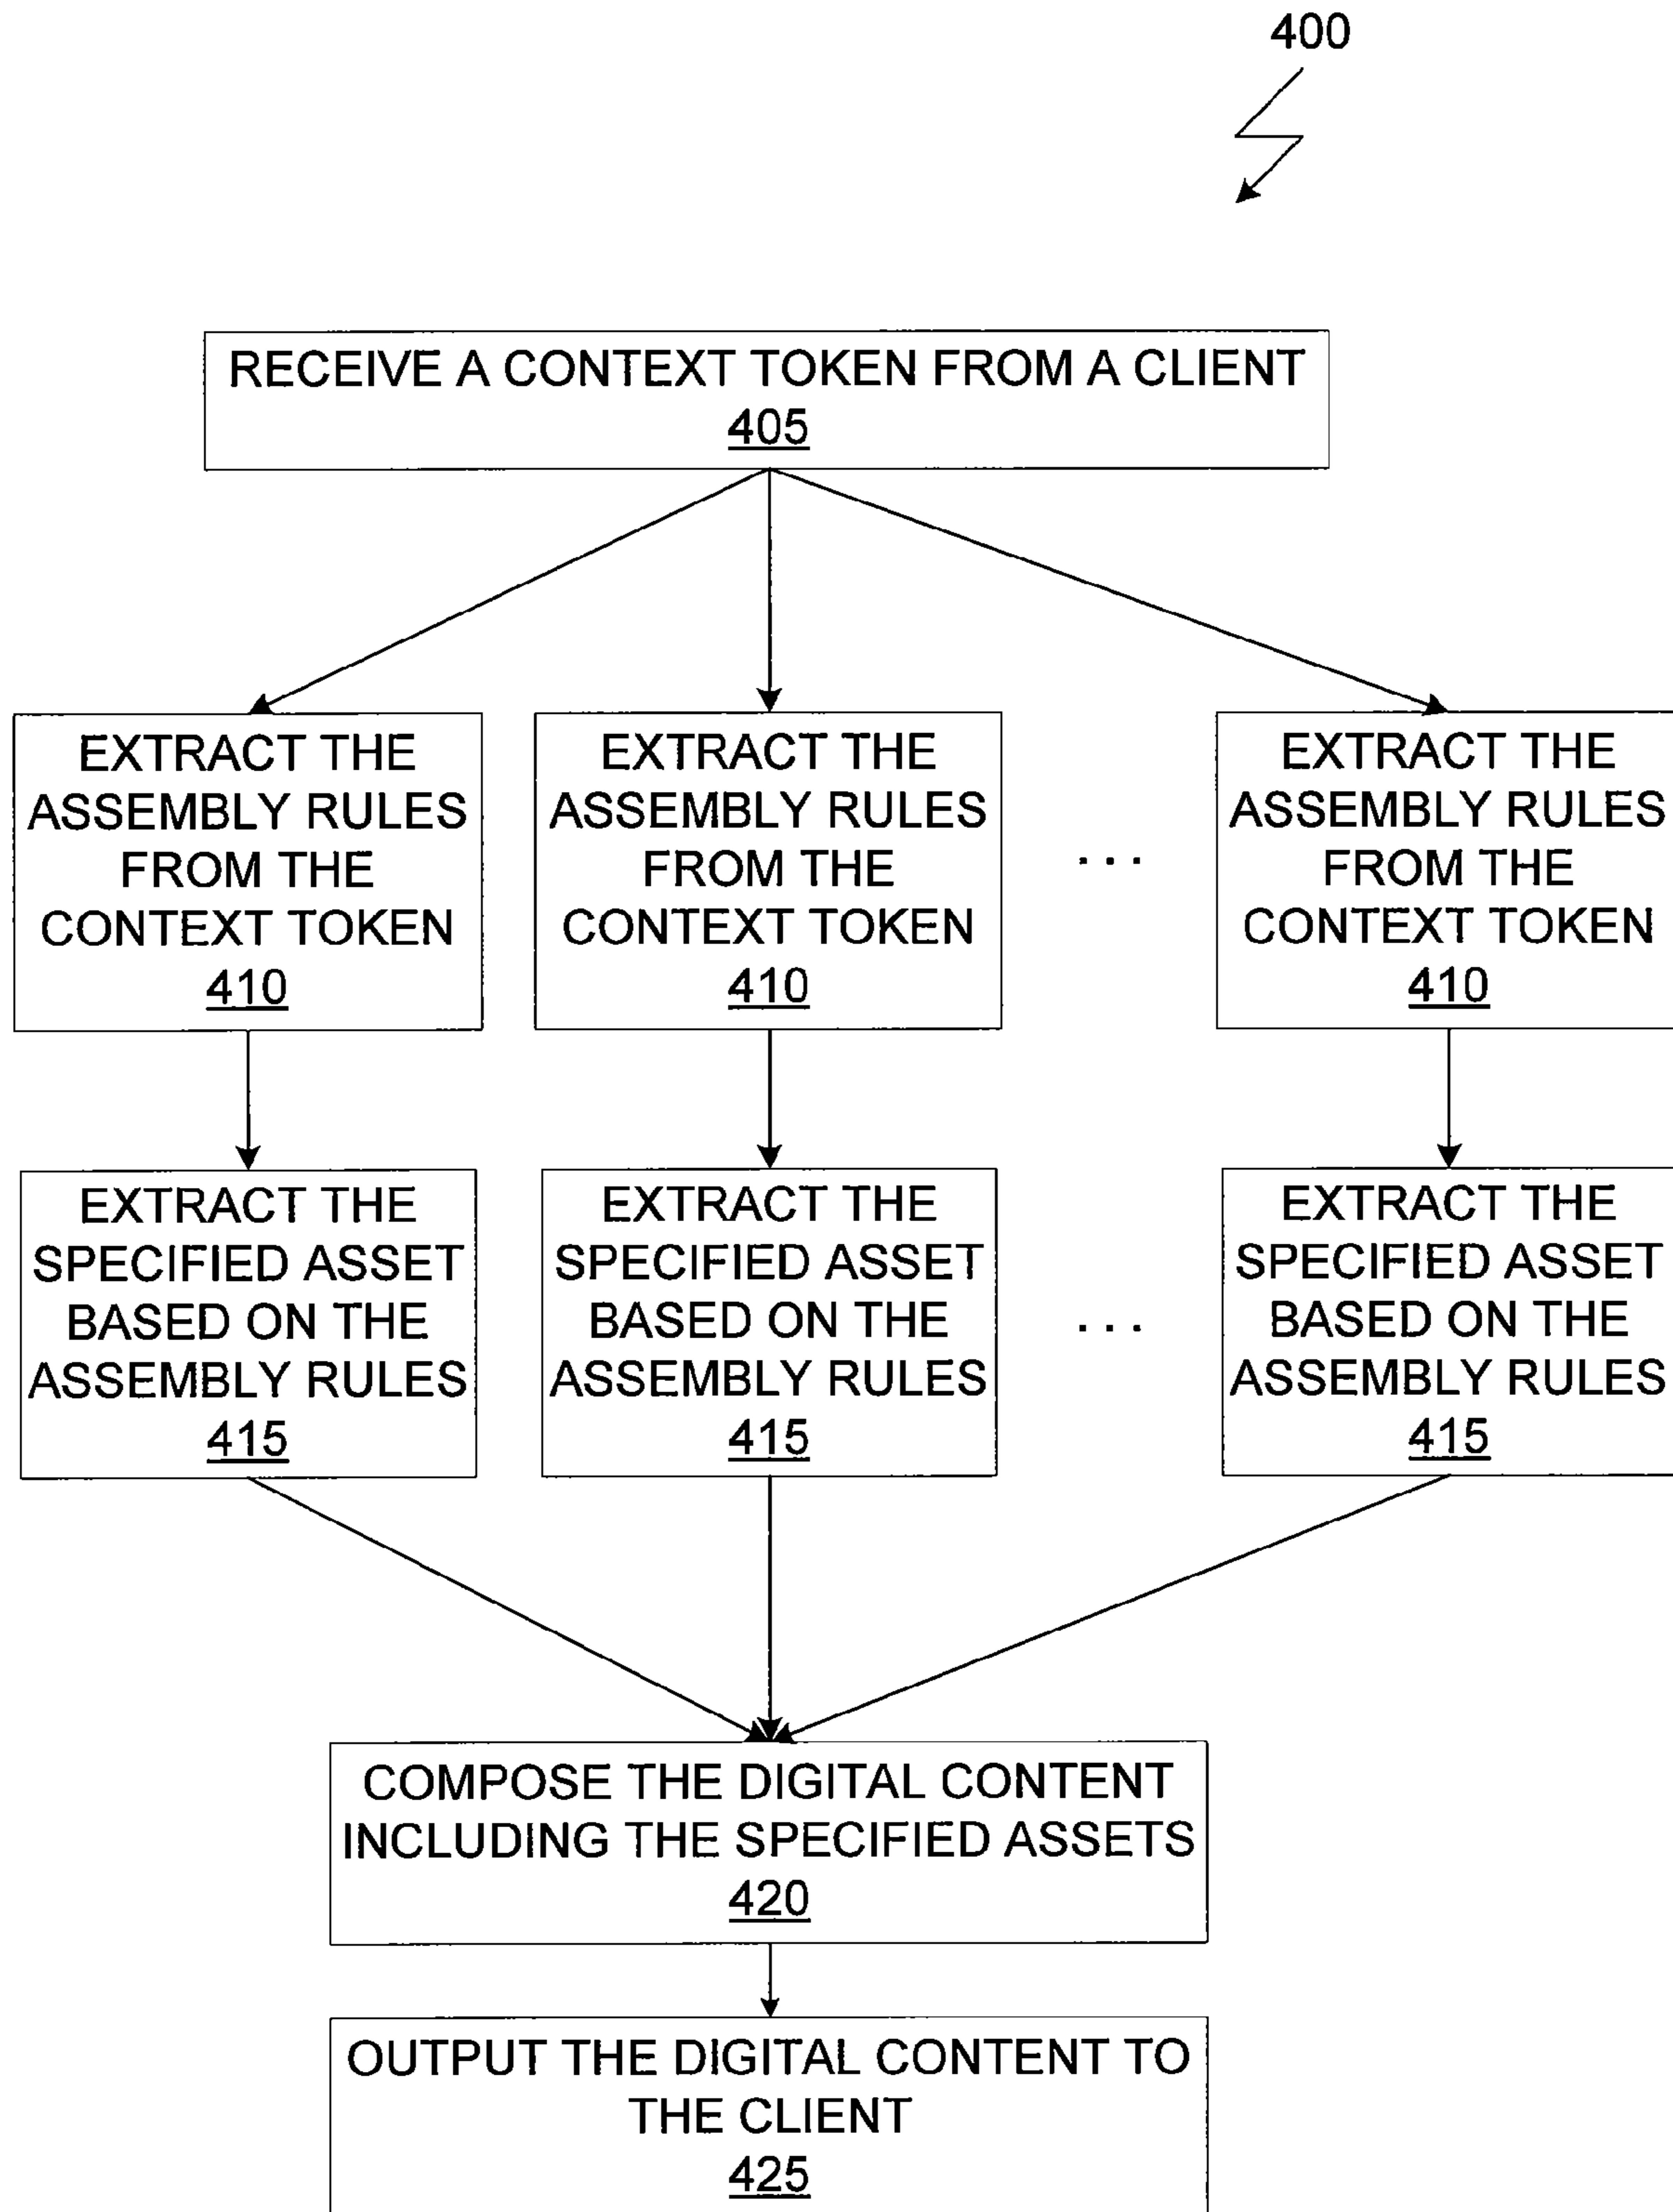 400
RECEIVE A CONTEXT TOKEN FROM A CLIENT
405
EXTRACT THE
ASSEMBLY RULES
FROM THE
CONTEXT TOKEN
410
EXTRACT THE
ASSEMBLY RULES
FROM THE
CONTEXT TOKEN
410
. . .
EXTRACT THE
ASSEMBLY RULES
FROM THE
CONTEXT TOKEN
410
EXTRACT THE
SPECIFIED ASSET
BASED ON THE
ASSEMBLY RULES
415
EXTRACT THE
SPECIFIED ASSET
BASED ON THE
ASSEMBLY RULES
415
. . .
EXTRACT THE
SPECIFIED ASSET
BASED ON THE
ASSEMBLY RULES
415
COMPOSE THE DIGITAL CONTENT
INCLUDING THE SPECIFIED ASSETS
420
OUTPUT THE DIGITAL CONTENT TO
THE CLIENT
425